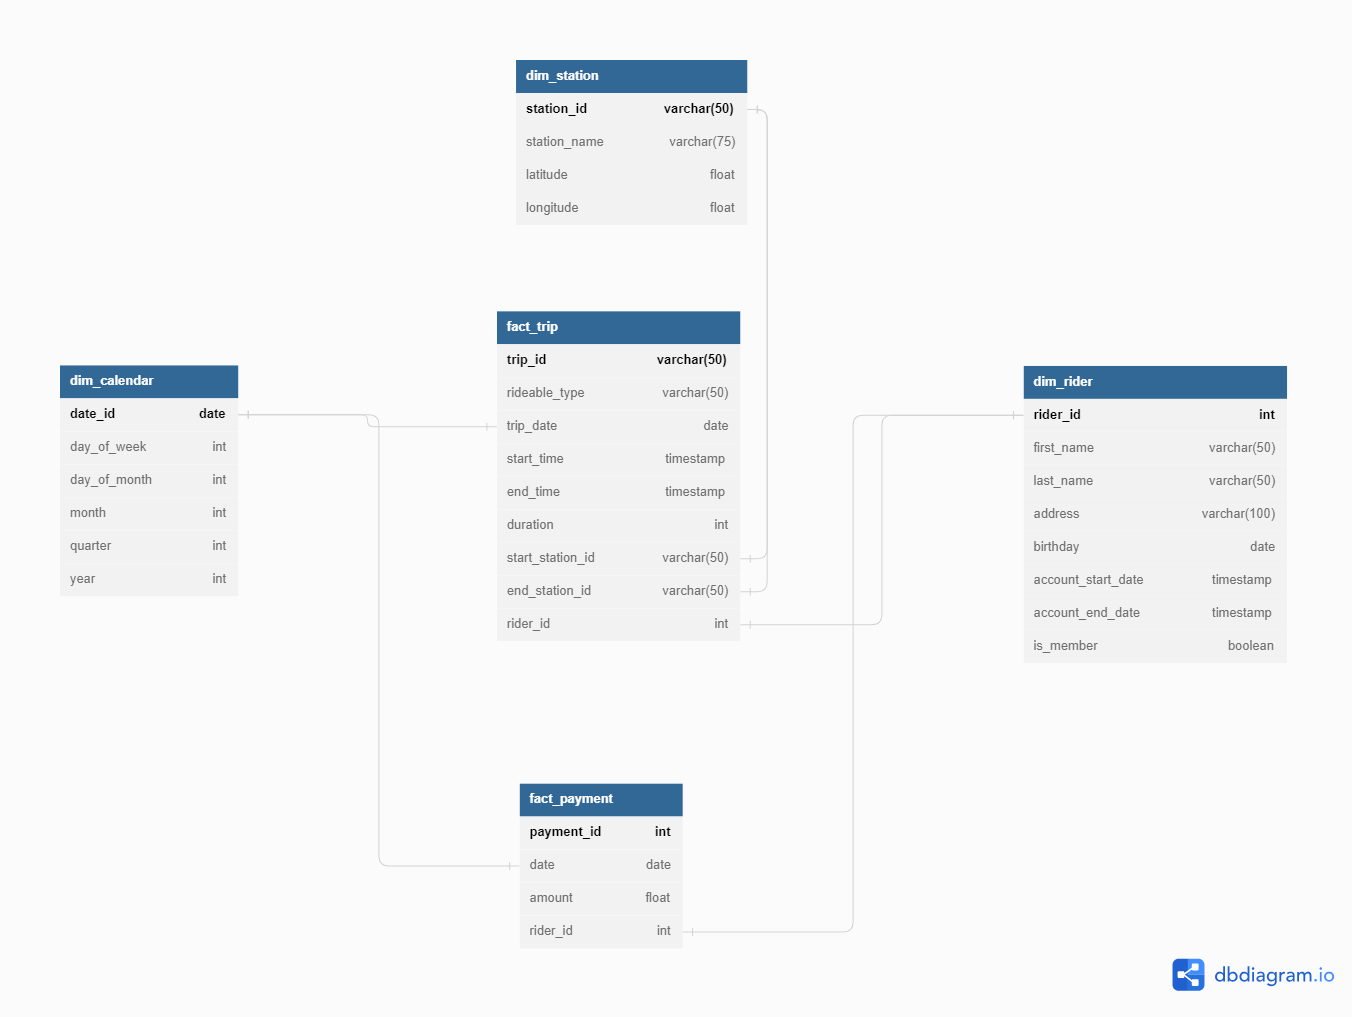 dim_station
station_id varchar(50)
station_name varchar(75)
latitude float
longitude float
fact_trip
trip_id varchar(50)
rideable_type varchar(50)
trip_date date
start_time timestamp
end_time timestamp
duration int
start_station_id varchar(50)
end_station_id varchar(50)
rider_id int
dim_calendar
date_id date
day_of_week int
day_of_month int
month int
quarter int
year int
dim_rider
rider_id int
first_name varchar(50)
last_name varchar(50)
address varchar(100)
birthday date
account_start_date timestamp
account_end_date timestamp
is_member boolean
fact_payment
payment_id int
date date
amount float
rider_id int
dbdiagram.io